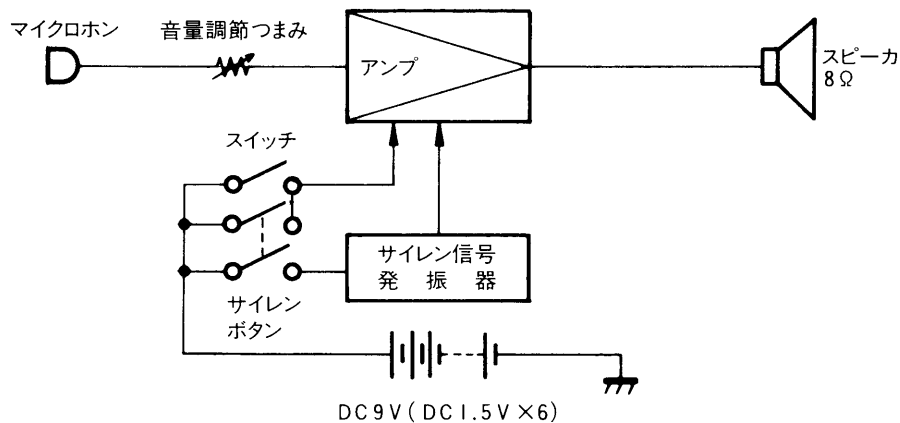 マイクロホン
音量調節つまみ
アンプ
スピーカ
8Ω
スイッチ
サイレン信号
発振器
サイレン
ボタン
DC9V(DC1.5V×6)